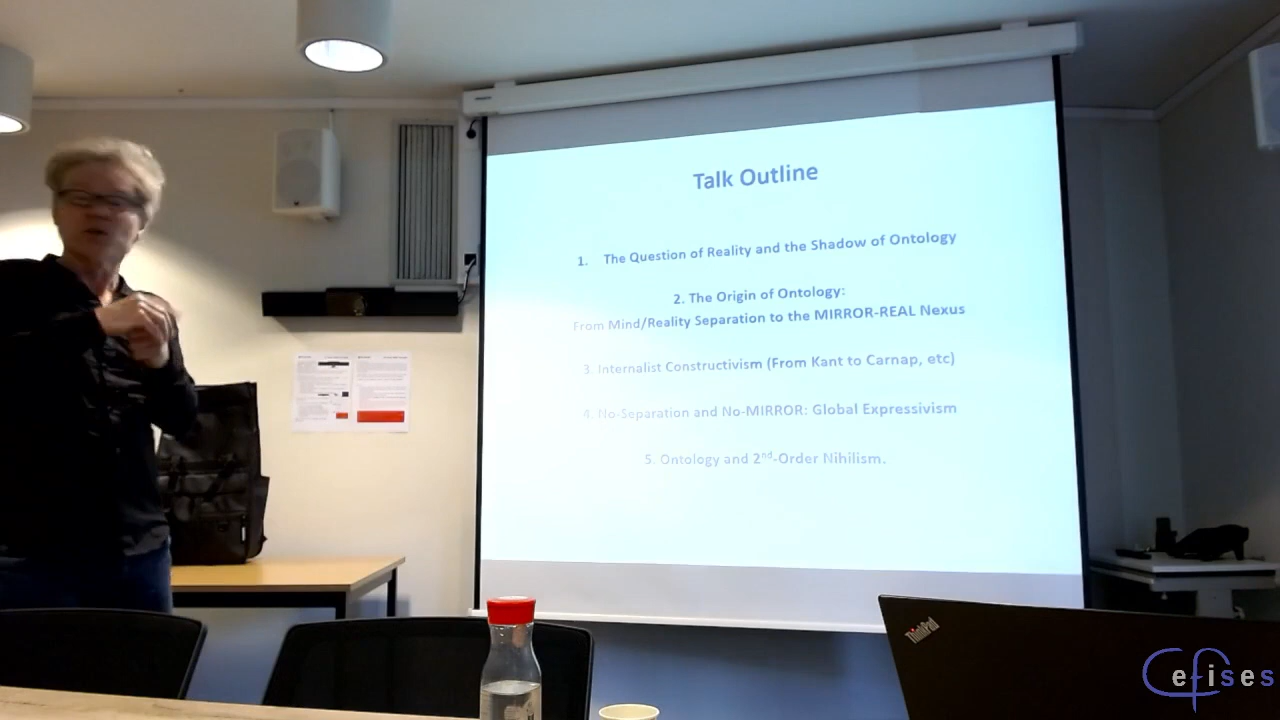 Talk Outline
1. The Question of Reality and the Shadow of Ontology
2. The Origin of Ontology:
From Mind/Reality Separation to the MIRROR-REAL Nexus
3. Internalist Constructivism (From Kant to Carnap, etc)
4. No-Separation and No-MIRROR: Global Expressivism
5. Ontology and 2nd-Order Nihilism.
ThinkPad
Cefises